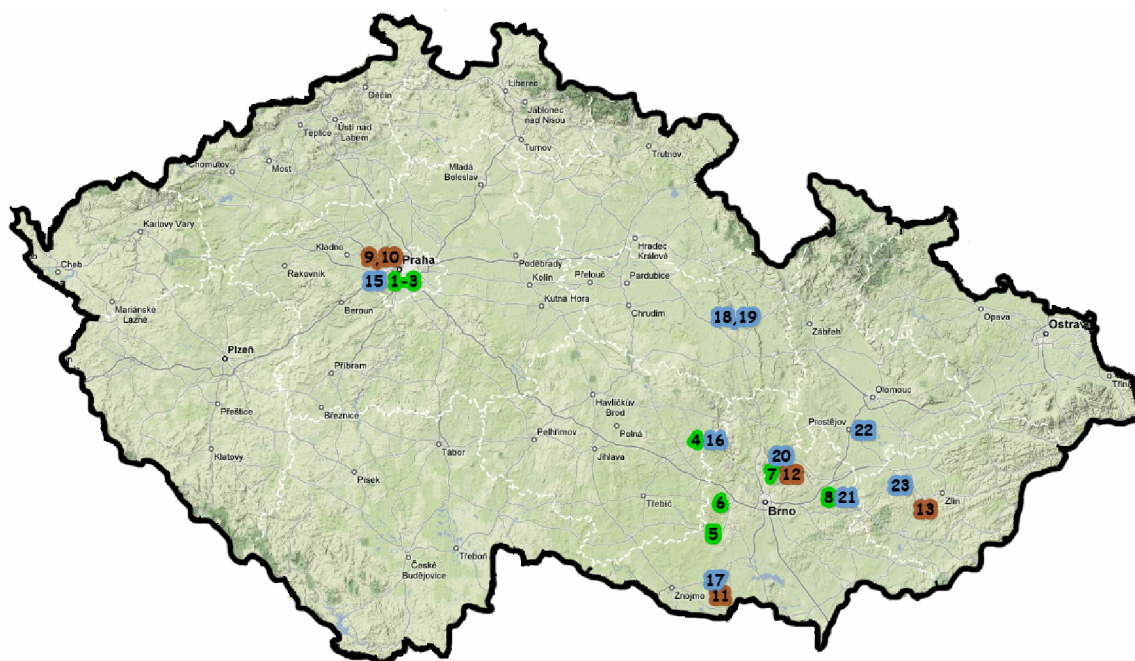 Liberec
Děčín
Jablonec
nad Nisou
Ústí nad
Labem
Teplice
Turnov
Trutnov
Most
Chomutov
Mladá
Boleslav
Karlovy Vary
Hradec
Králové
Kladno
9,10
Praha
Poděbrady
Cheb
Rakovník
Kolín
Přelouč
Pardubice
15
1-3
Mariánské
Lázně
Beroun
Kutná Hora
Chrudim
18,19
Opava
Zábřeh
Ostrava
Plzeň
Příbram
Olomouc
Havlíčkův
Brod
Přeštice
Březnice
Polná
Prostějov
22
Pelhřimov
4
16
Klatovy
Tábor
Jihlava
20
Písek
7
12
23
Třebíč
6
Brno
8
21
Zlín
13
5
České
Budějovice
Třeboň
17
Znojmo
11